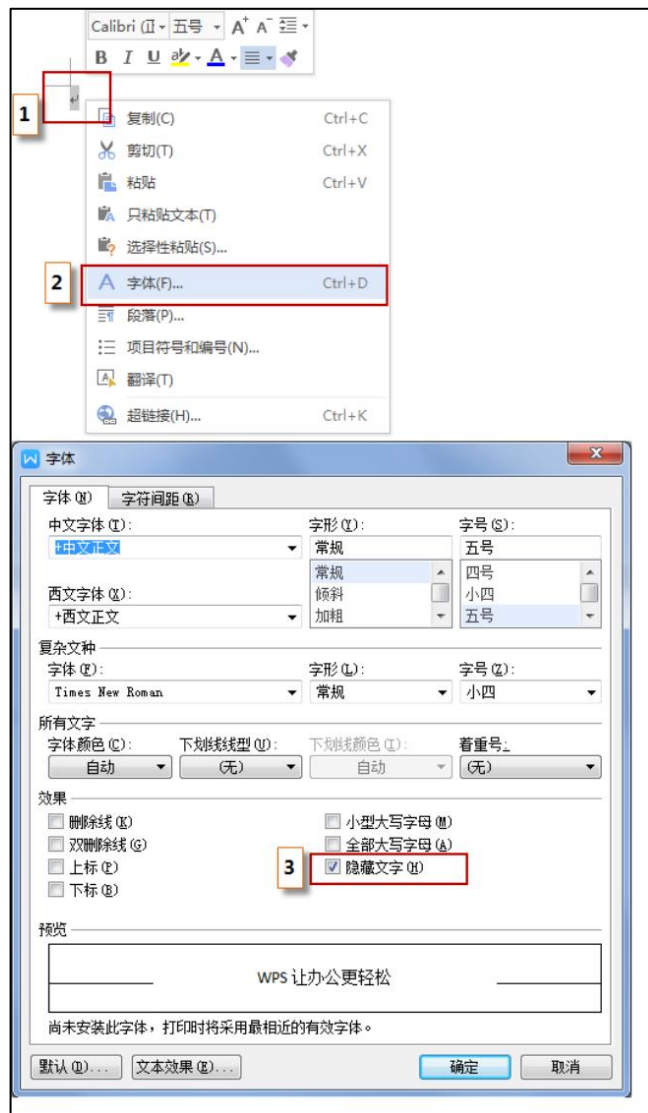 Calibri (正 五号 A+ A-
B I U ab A
1
复制(C) Ctrl+C
剪切(T) Ctrl+X
粘贴 Ctrl+V
只粘贴文本(T)
选择性粘贴(S)...
2
字体(F)... Ctrl+D
段落(P)...
项目符号和编号(N)...
翻译(T)
超链接(H)... Ctrl+K
字体
字体(N) 字符间距(R)
中文字体(T): 字形(Y): 字号(S):
+中文正文 常规 五号
常规 四号
西文字体(X): 倾斜 小四
+西文正文 加粗 五号
复杂文种
字体(F): 字形(L): 字号(Z):
Times New Roman 常规 小四
所有文字
字体颜色(C): 下划线线型(U): 下划线颜色(I): 着重号:
自动 (无) 自动 (无)
效果
删除线(K) 小型大写字母(M)
双删除线(G) 全部大写字母(A)
上标(P) 3 隐藏文字(H)
下标(B)
预览
WPS 让办公更轻松
尚未安装此字体，打印时将采用最相近的有效字体。
默认(D)... 文本效果(E)... 确定 取消